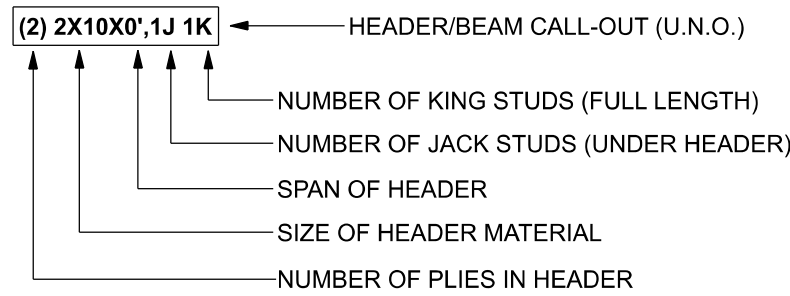 (2) 2X10X0',1J 1K
HEADER/BEAM CALL-OUT (U.N.O.)
NUMBER OF KING STUDS (FULL LENGTH)
NUMBER OF JACK STUDS (UNDER HEADER)
SPAN OF HEADER
SIZE OF HEADER MATERIAL
NUMBER OF PLIES IN HEADER